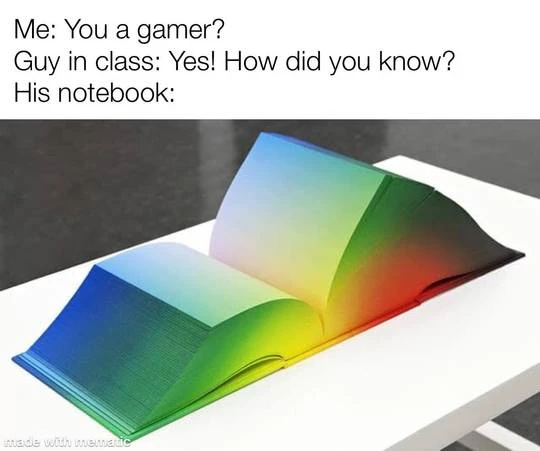 Me: You a gamer?
Guy in class: Yes! How did you know?
His notebook:
made with mematic